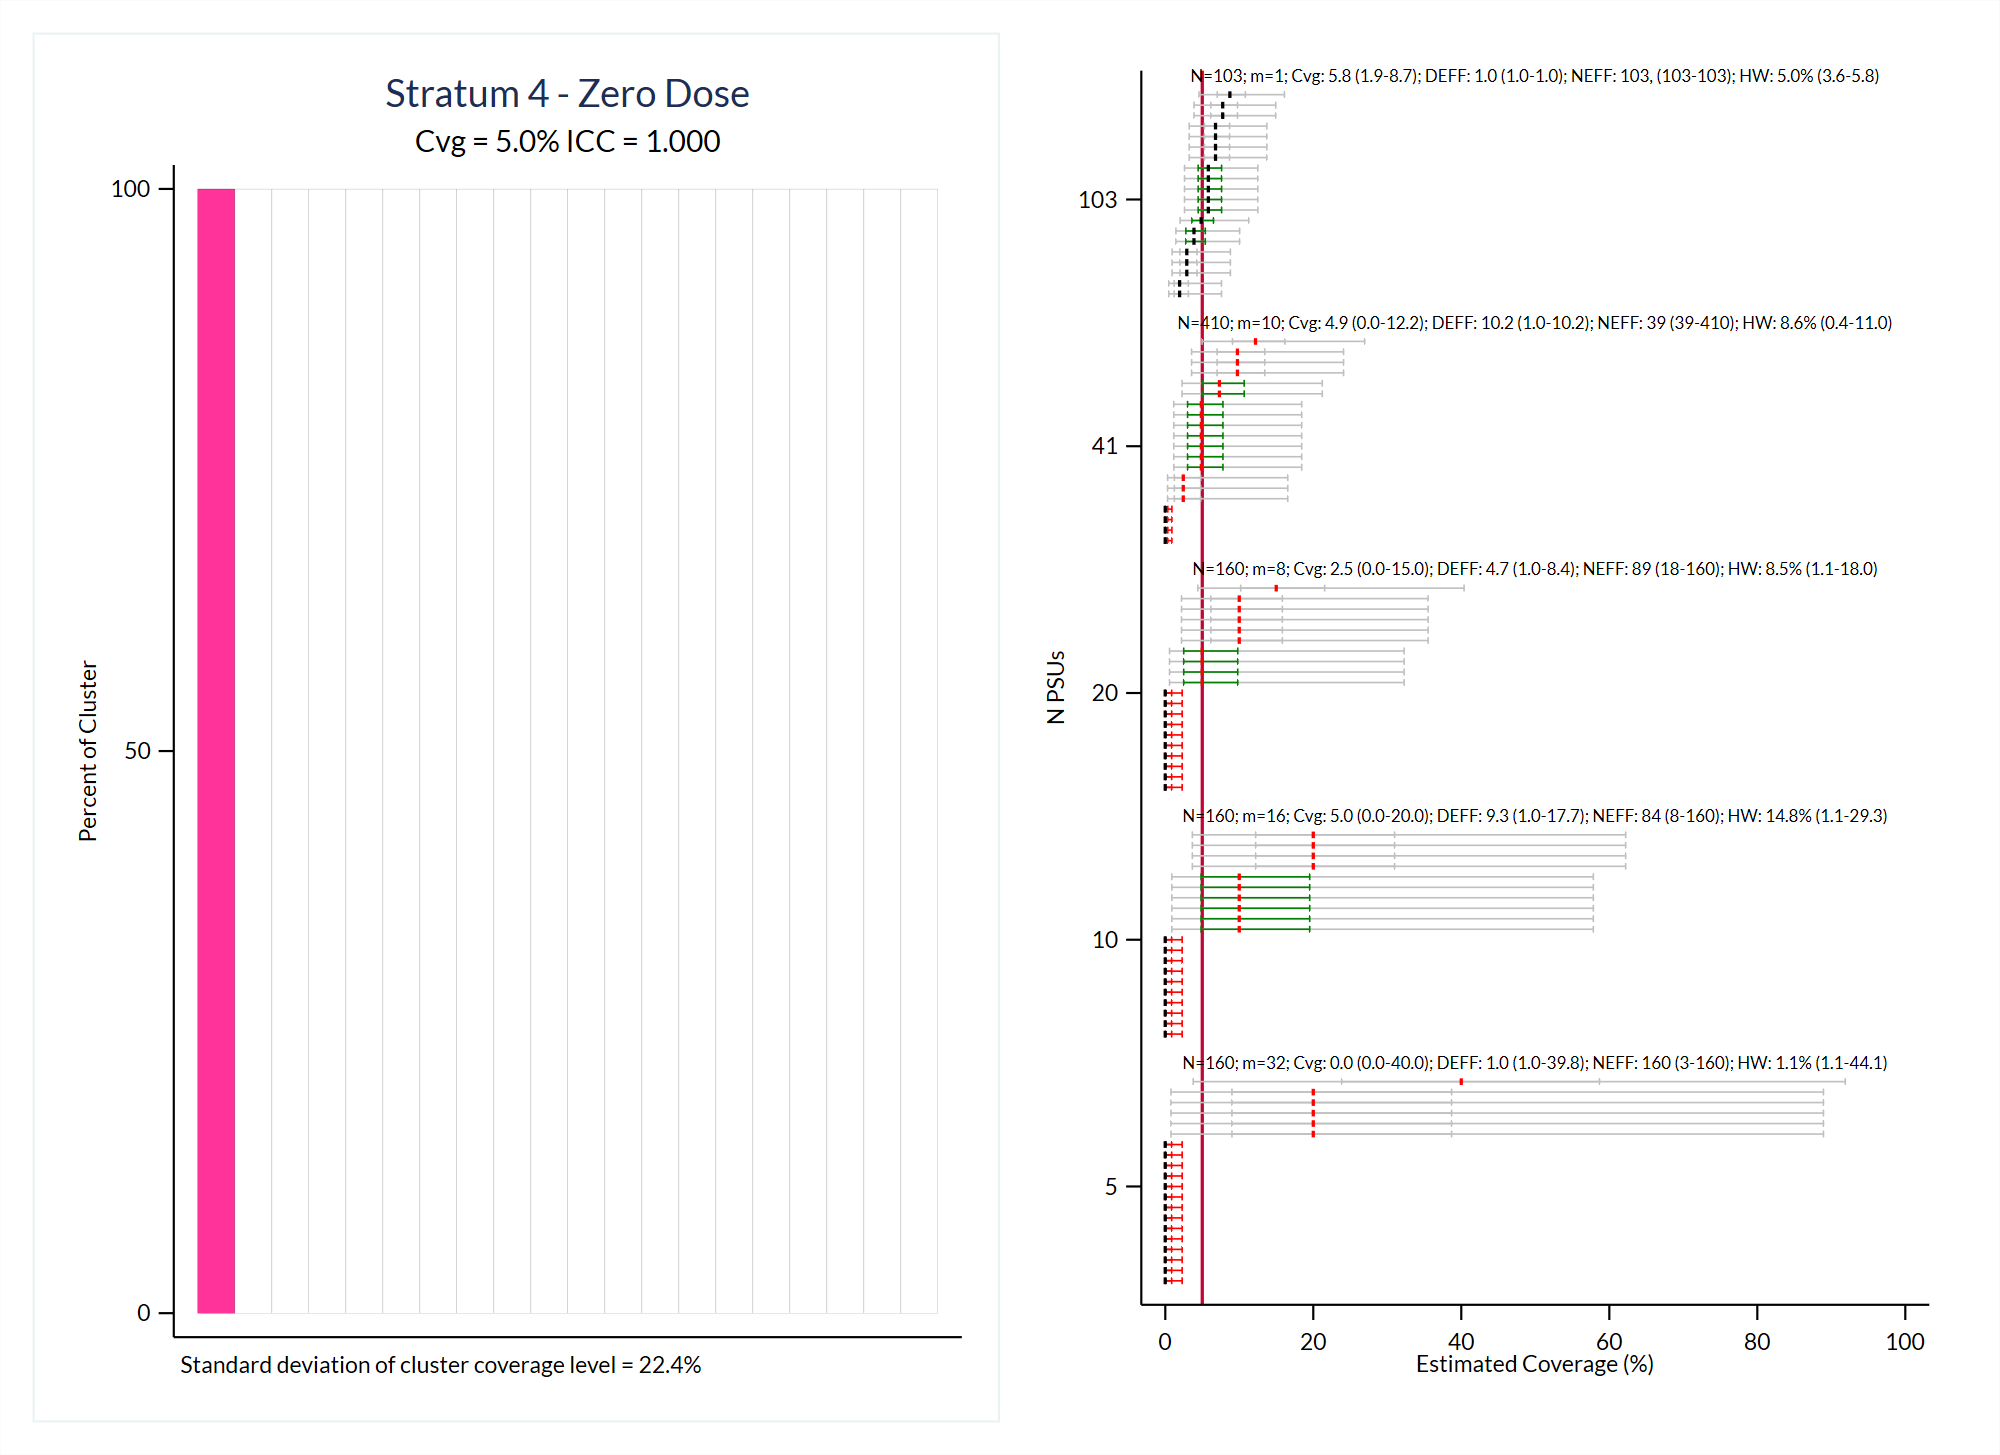 Stratum 4 - Zero Dose
Cvg = 5.0% ICC = 1.000
100
50
0
Percent of Cluster
Standard deviation of cluster coverage level = 22.4%
N=103; m=1; Cvg: 5.8 (1.9-8.7); DEFF: 1.0 (1.0-1.0); NEFF: 103, (103-103); HW: 5.0% (3.6-5.8)
103
N=410; m=10; Cvg: 4.9 (0.0-12.2); DEFF: 10.2 (1.0-10.2); NEFF: 39 (39-410); HW: 8.6% (0.4-11.0)
41
N=160; m=8; Cvg: 2.5 (0.0-15.0); DEFF: 4.7 (1.0-8.4); NEFF: 89 (18-160); HW: 8.5% (1.1-18.0)
20
N PSUs
N=160; m=16; Cvg: 5.0 (0.0-20.0); DEFF: 9.3 (1.0-17.7); NEFF: 84 (8-160); HW: 14.8% (1.1-29.3)
10
N=160; m=32; Cvg: 0.0 (0.0-40.0); DEFF: 1.0 (1.0-39.8); NEFF: 160 (3-160); HW: 1.1% (1.1-44.1)
5
0 20 40 60 80 100
Estimated Coverage (%)